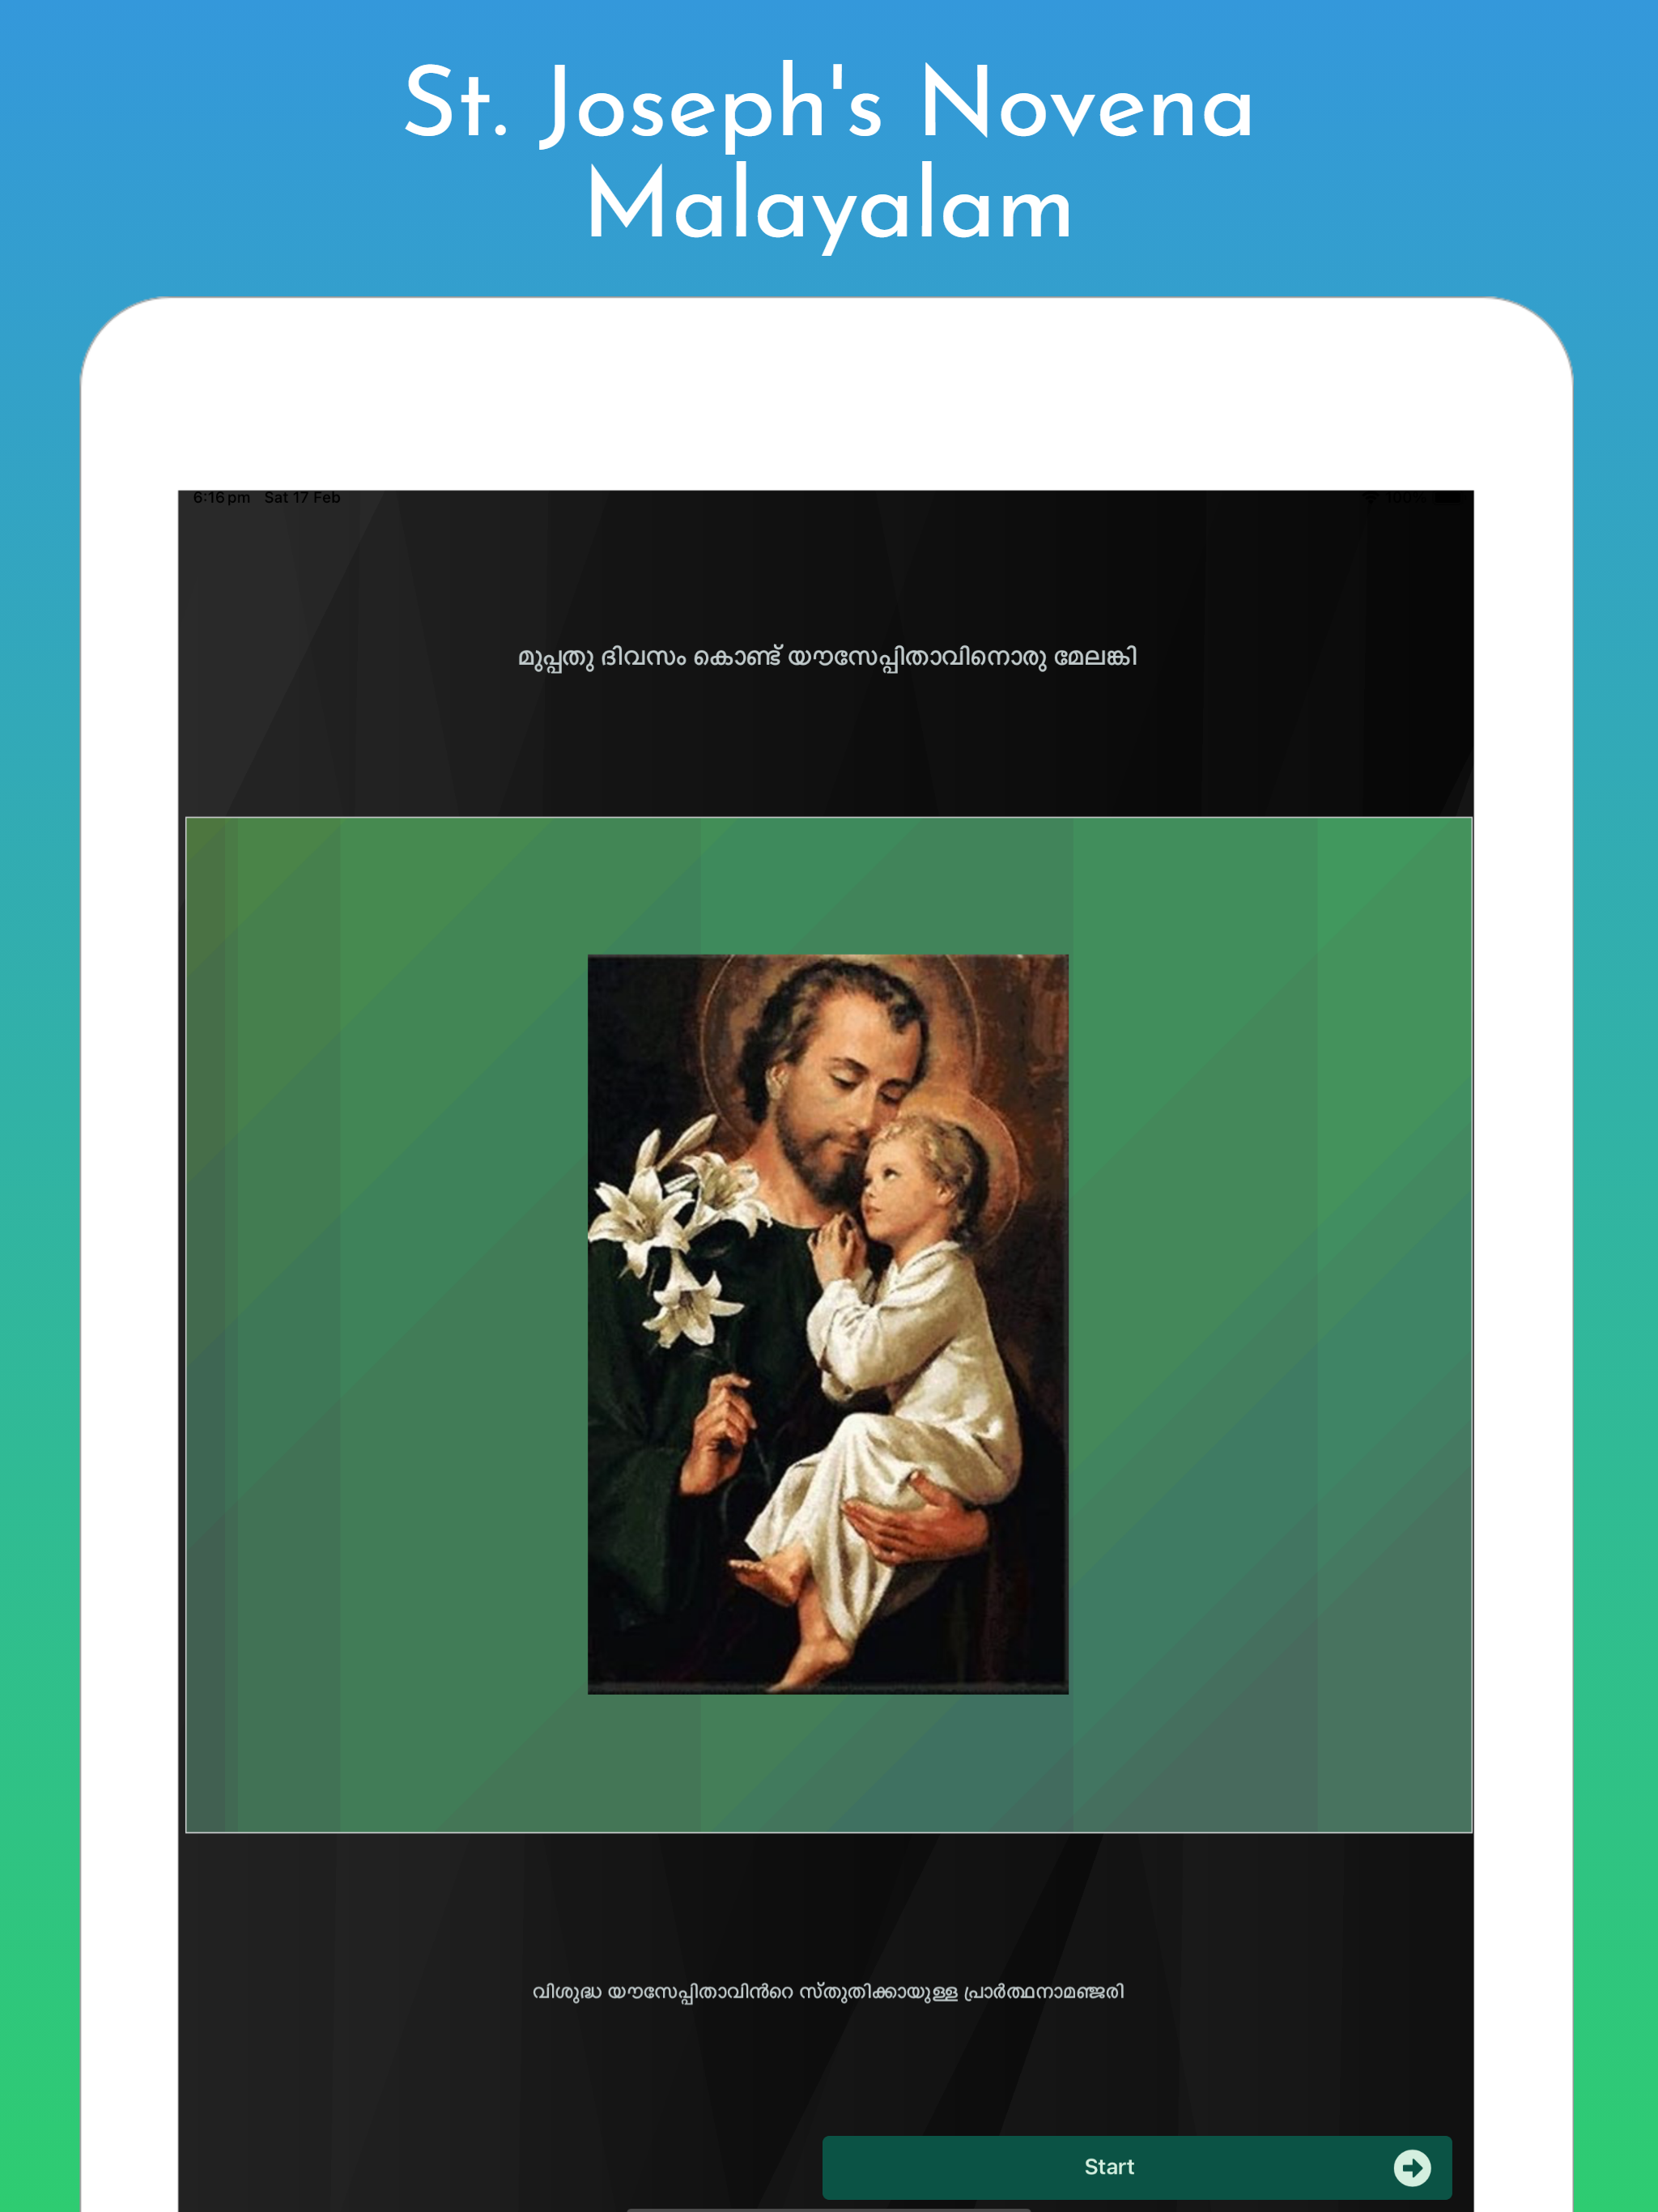 St. Joseph's Novena
Malayalam
6:16 pm Sat 17 Feb
100%
മുപ്പതു ദിവസം കൊണ്ട് യൗസേപ്പിതാവിനൊരു മേലങ്കി
വിശുദ്ധ യൗസേപ്പിതാവിൻറെ സ്തുതിക്കായുള്ള പ്രാർത്ഥനാമഞ്ജരി
Start